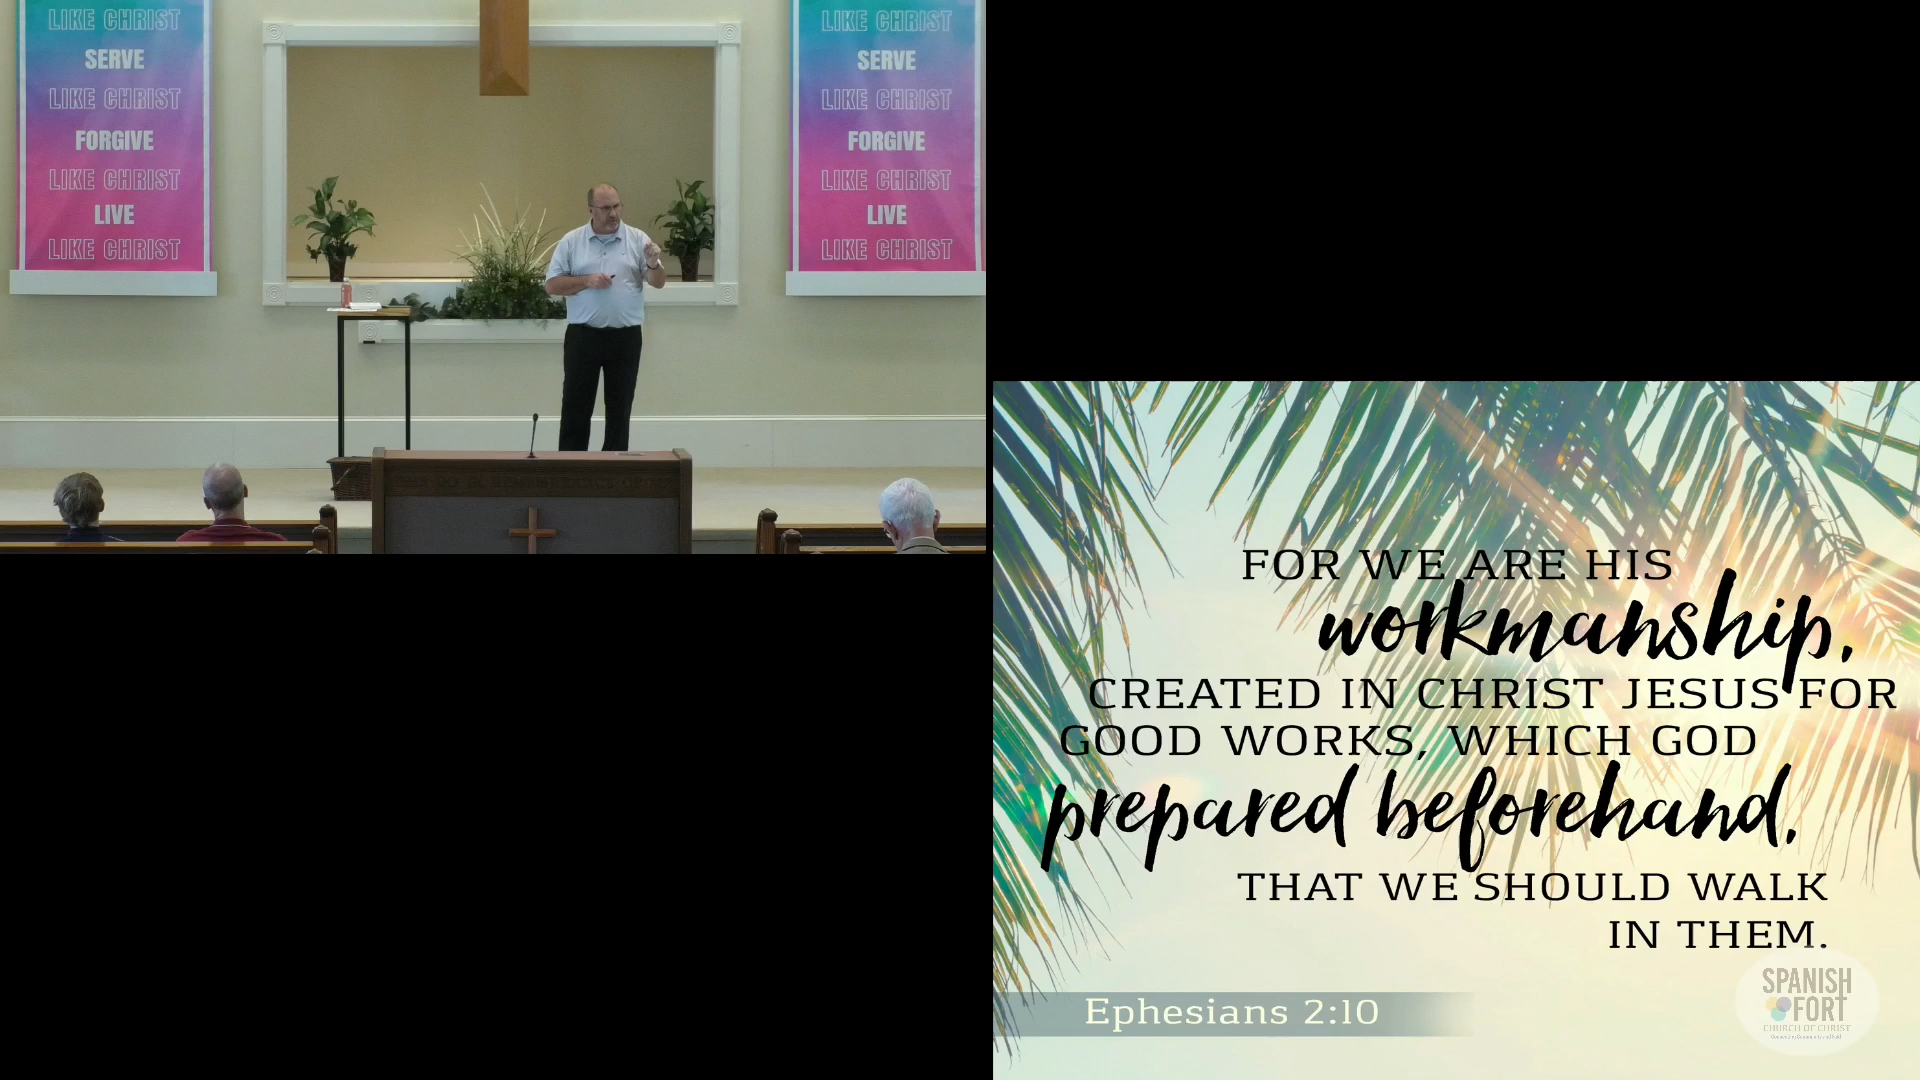 LIKE CHRIST
SERVE
LIKE CHRIST
FORGIVE
LIKE CHRIST
LIVE
LIKE CHRIST
LIKE CHRIST
SERVE
LIKE CHRIST
FORGIVE
LIKE CHRIST
LIVE
LIKE CHRIST
FOR WE ARE HIS
workmanship,
CREATED IN CHRIST JESUS FOR
GOOD WORKS, WHICH GOD
prepared beforehand,
THAT WE SHOULD WALK
IN THEM.
Ephesians 2:10
SPANISH
FORT
CHURCH OF CHRIST